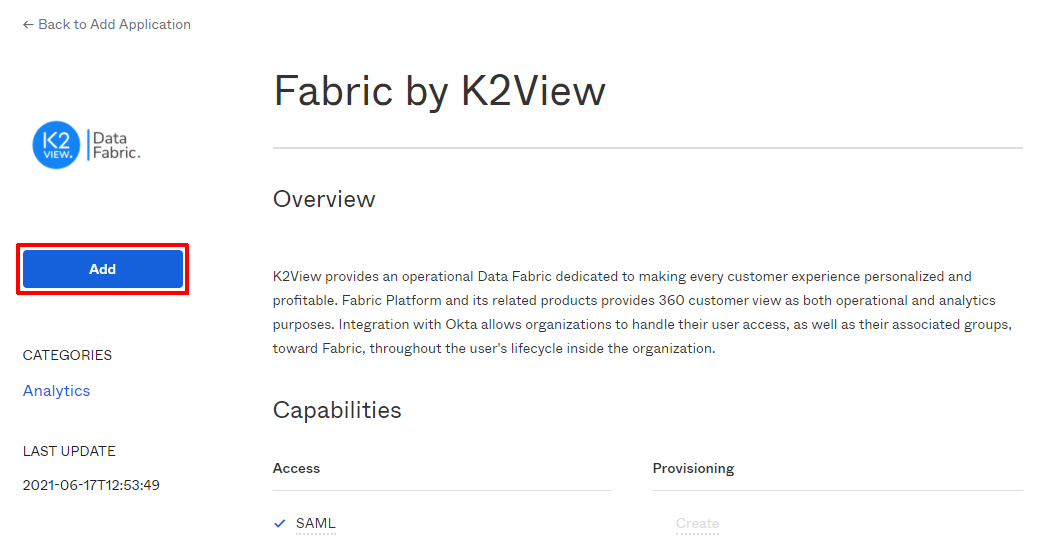 ← Back to Add Application
Fabric by K2View
K2
VIEW.
Data
Fabric.
Overview
Add
K2View provides an operational Data Fabric dedicated to making every customer experience personalized and
profitable. Fabric Platform and its related products provides 360 customer view as both operational and analytics
purposes. Integration with Okta allows organizations to handle their user access, as well as their associated groups,
toward Fabric, throughout the user's lifecycle inside the organization.
CATEGORIES
Analytics
Capabilities
LAST UPDATE
2021-06-17T12:53:49
Access
Provisioning
SAML
Create